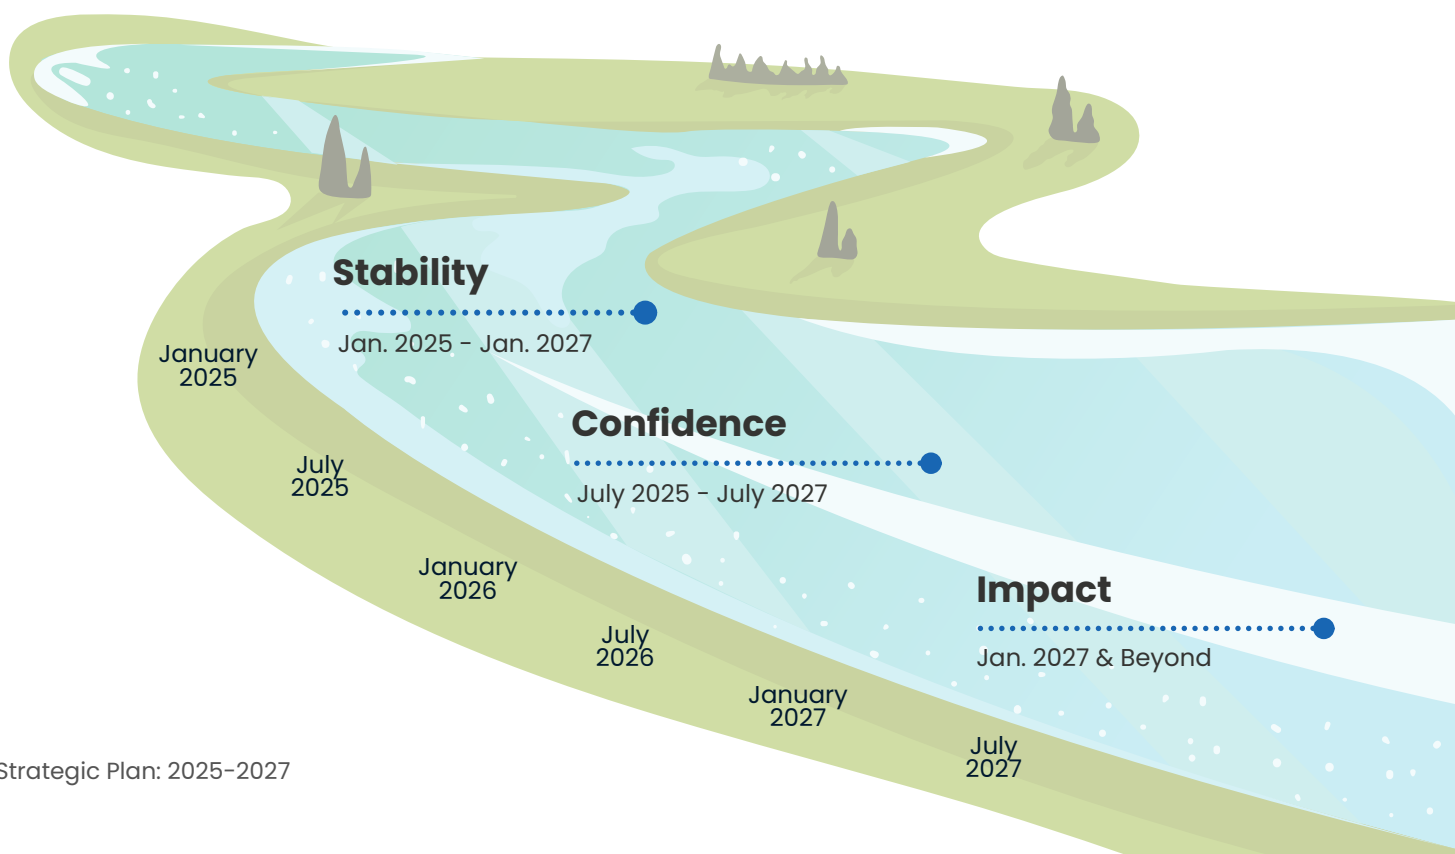 Stability
Jan. 2025 - Jan. 2027
January
2025
Confidence
July 2025 - July 2027
July
2025
January
2026
Impact
Jan. 2027 & Beyond
July
2026
January
2027
July
2027
Strategic Plan: 2025-2027